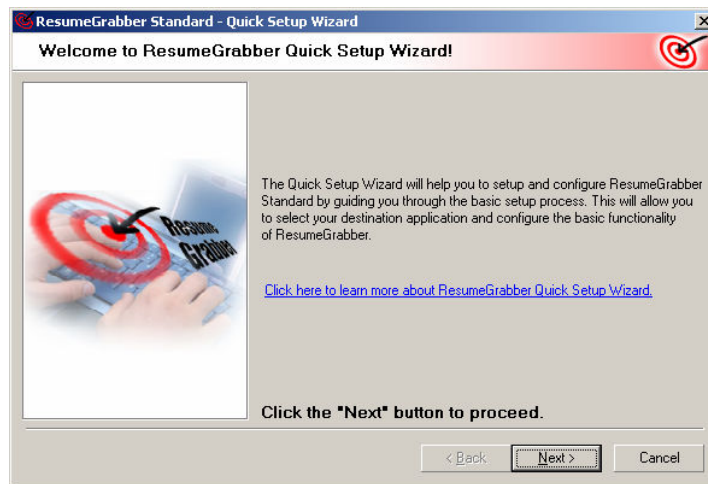 ResumeGrabber Standard - Quick Setup Wizard
Welcome to ResumeGrabber Quick Setup Wizard!
Resume
Grabber
The Quick Setup Wizard will help you to setup and configure ResumeGrabber
Standard by guiding you through the basic setup process. This will allow you
to select your destination application and configure the basic functionality
of ResumeGrabber.
Click here to learn more about ResumeGrabber Quick Setup Wizard.
Click the "Next" button to proceed.
< Back Next > Cancel